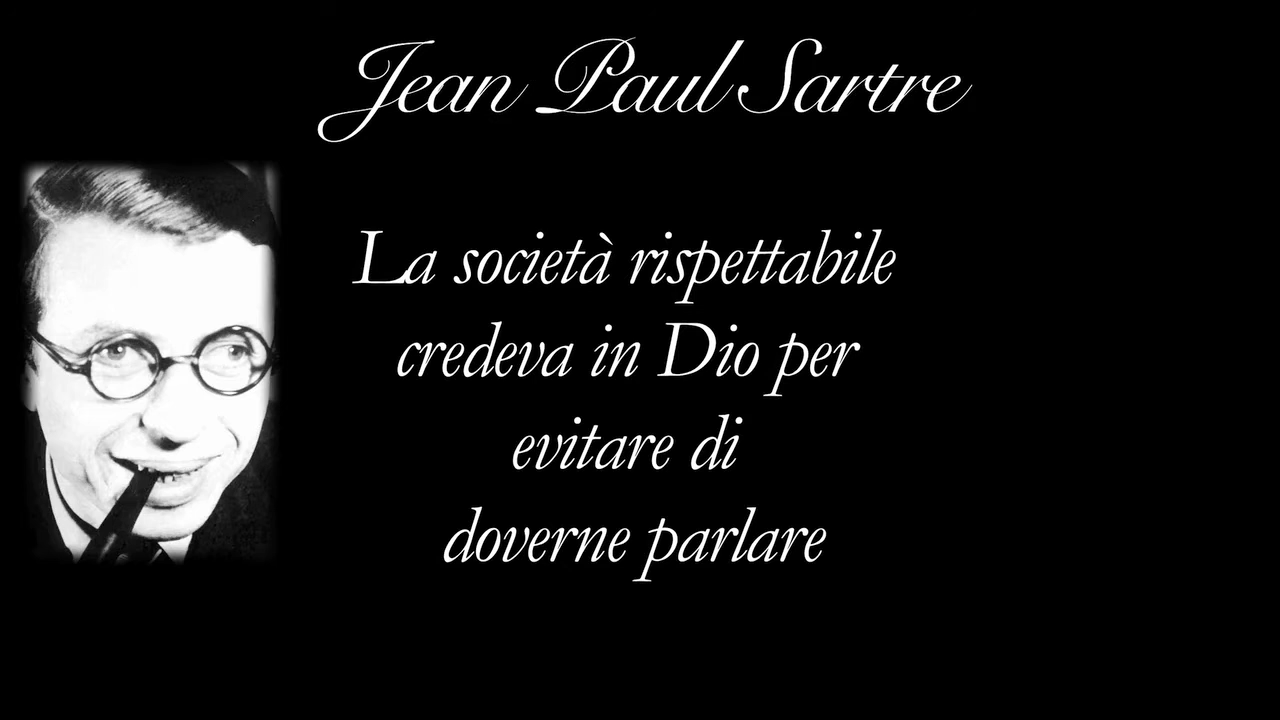 Jean Paul Sartre
La società rispettabile
credeva in Dio per
evitare di
doverne parlare